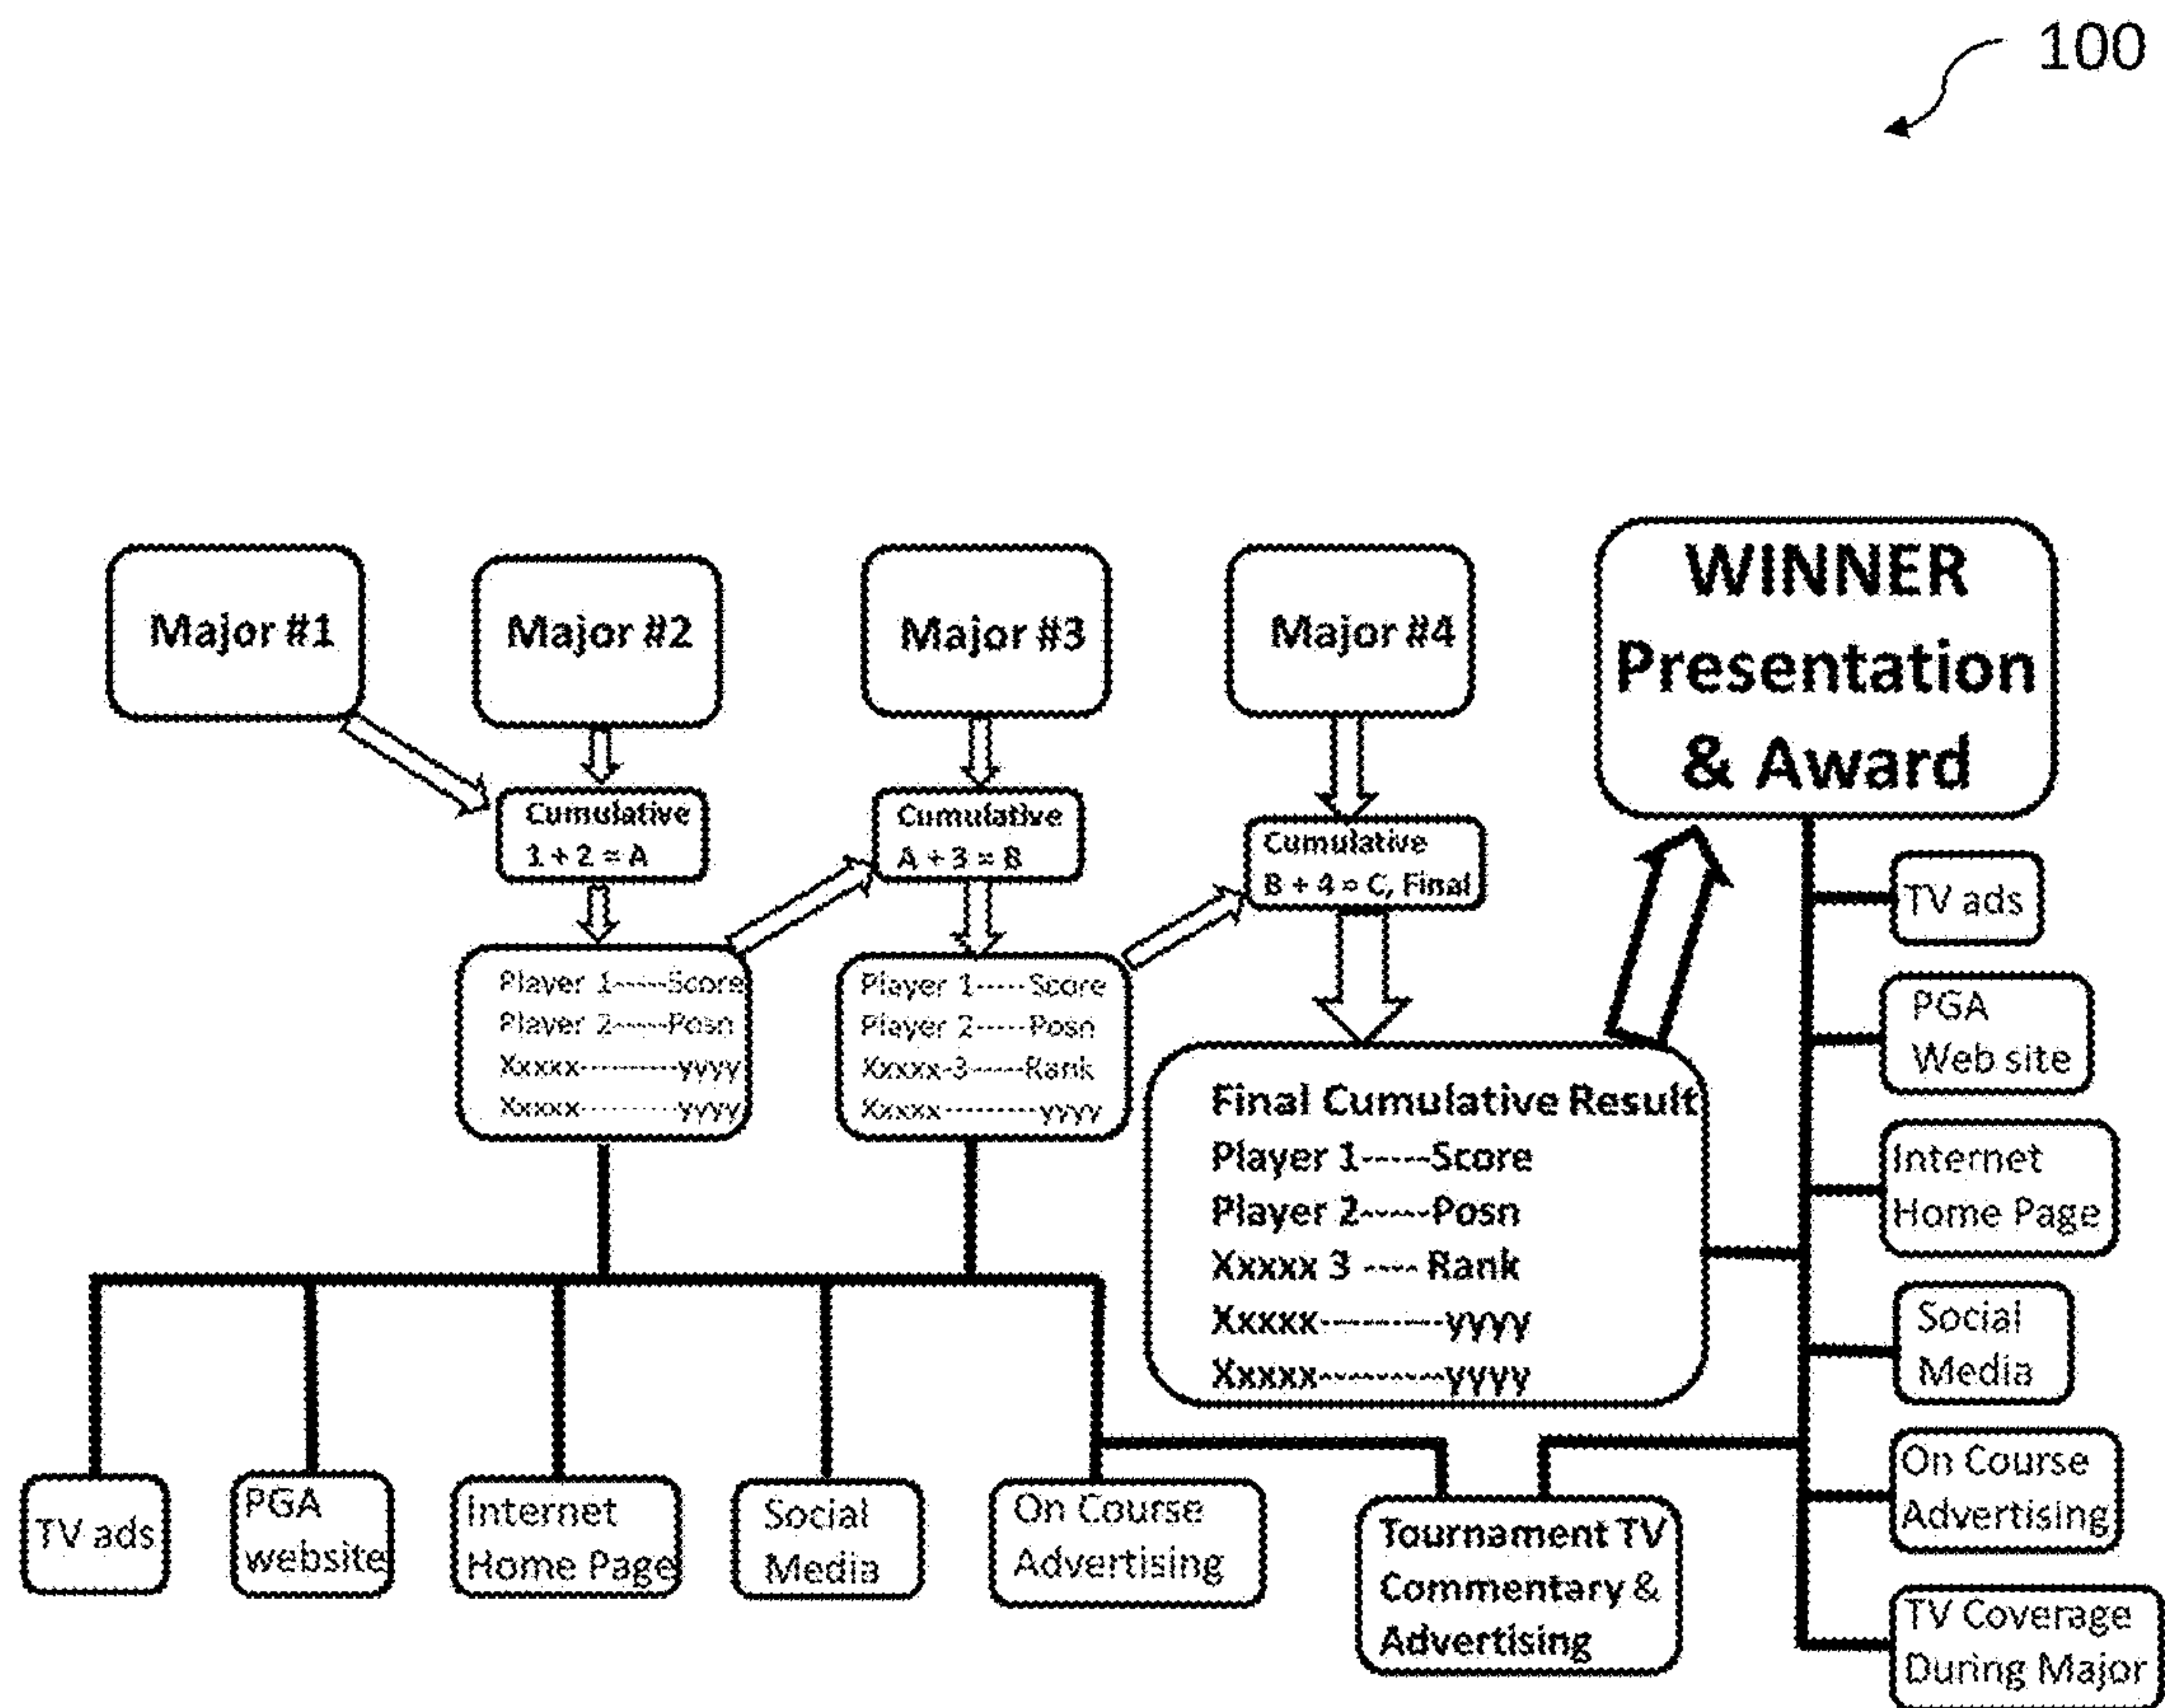 100
Major #1
Major #2
Major #3
Major #4
WINNER
Presentation
& Award
Cumulative
1 + 2 = A
Cumulative
A + 3 = B
Cumulative
B + 4 = C, Final
Player 1-----Score
Player 2-----Posn
Xxxxx----------yyyy
Xxxxx----------yyyy
Player 1-----Score
Player 2-----Posn
Xxxxx-3-----Rank
Xxxxx---------yyyy
Final Cumulative Result
Player 1-----Score
Player 2-----Posn
Xxxxx 3 ---- Rank
Xxxxx---------yyyy
Xxxxx---------yyyy
TV ads
PGA
Web site
Internet
Home Page
Social
Media
On Course
Advertising
TV Coverage
During Major
TV ads
PGA
website
Internet
Home Page
Social
Media
On Course
Advertising
Tournament TV
Commentary &
Advertising